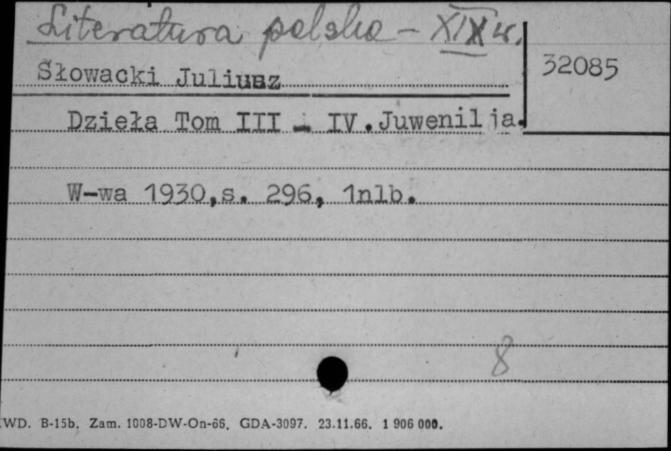 Literatura polska - XIX w.
32085
Słowacki Juliusz
Dzieła Tom III - IV. Juwenilja.
W-wa 1930,s. 296, 1nlb.
8
WD. B-15b. Zam. 1008-DW-On-66. GDA-3097. 23.11.66. 1 906 000.